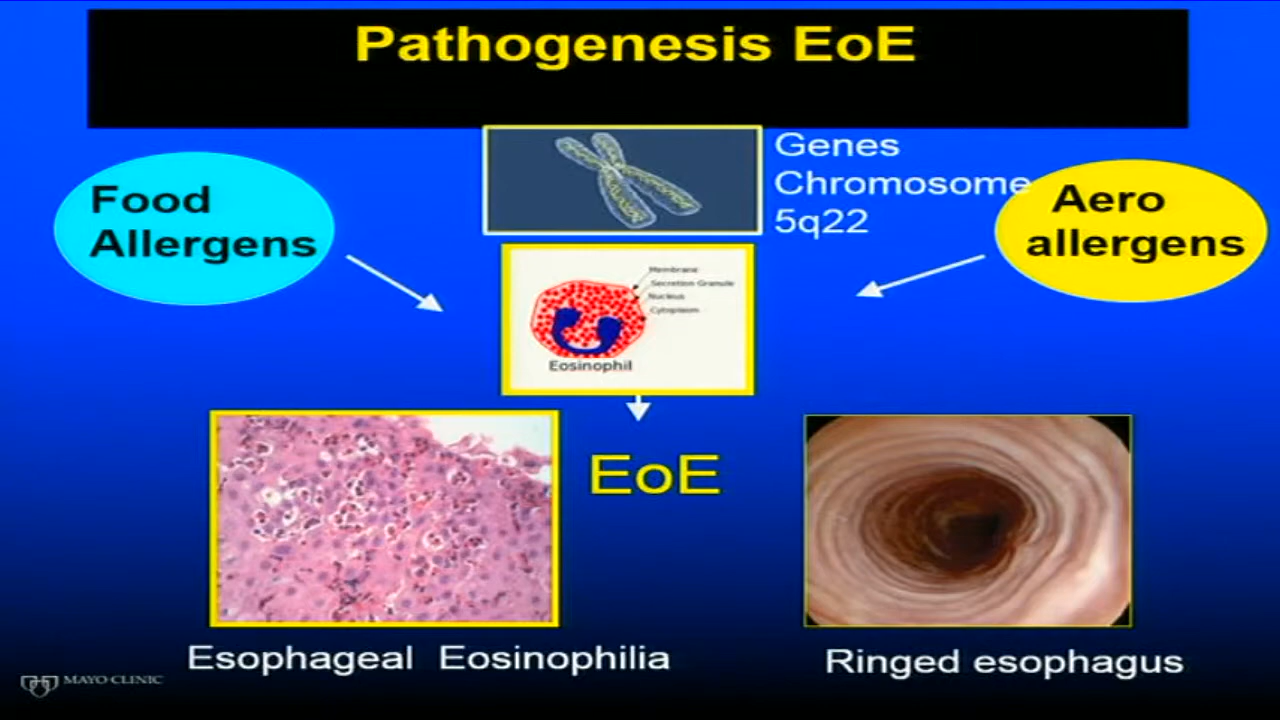 Pathogenesis EoE
Genes
Chromosome
5q22
Food
Allergens
Aero
allergens
Membrane
Secretion Granule
Nucleus
Cytoplasm
Eosinophil
EoE
Esophageal Eosinophilia
Ringed esophagus
MAYO CLINIC